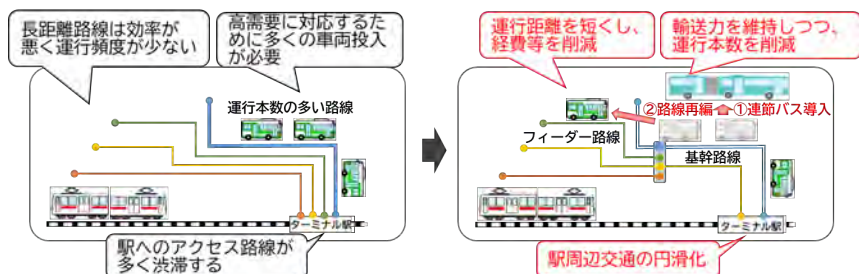 長距離路線は効率が
悪く運行頻度が少ない
高需要に対応するため
に多くの車両投入
が必要
運行本数の多い路線
ターミナル駅
駅へのアクセス路線が
多く渋滞する
運行距離を短くし、
経費等を削減
輸送力を維持しつつ、
運行本数を削減
②路線再編
①連節バス導入
フィーダー路線
基幹路線
ターミナル駅
駅周辺交通の円滑化